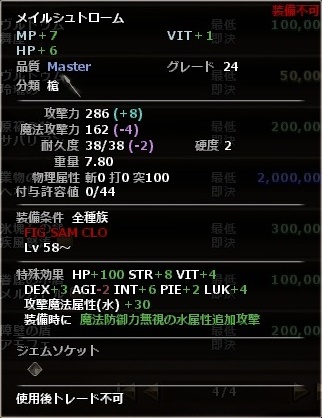 装備不可
メイルシュトローム
MP+7 VIT+1
HP+6
品質 Master グレード 24
分類 槍
攻撃力 286 (+8)
魔法攻撃力 162 (-4)
耐久度 38/38 (-2) 硬度 2
重量 7.80
物理属性 斬0 打0 突100
付与許容値 0/44
装備条件 全種族
FIG SAM CLO
Lv 58～
特殊効果 HP+100 STR+8 VIT+4
DEX+3 AGI-2 INT+6 PIE+2 LUK+4
攻撃魔法属性(水) +30
装備時に 魔法防御力無視の水属性追加攻撃
ジェムソケット
使用後トレード不可
4/4